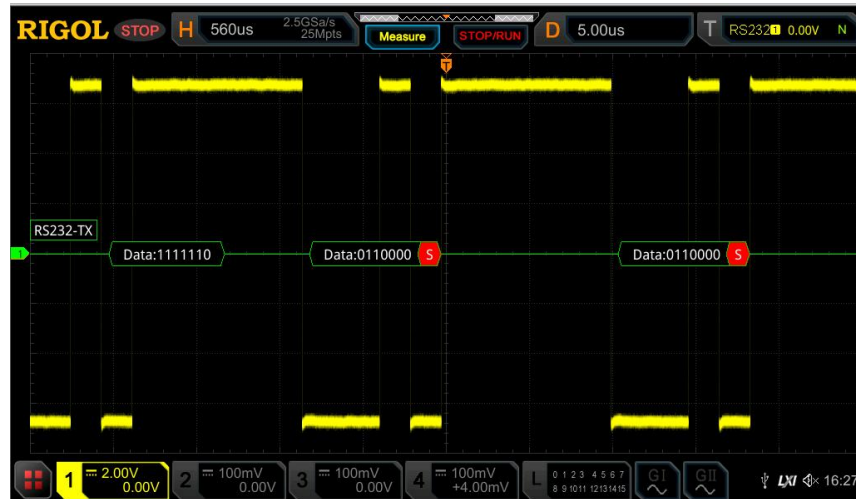 RIGOL STOP H 560us 2.5GSa/s 25Mpts Measure STOP/RUN D 5.00us T RS232 1 0.00V N
T
RS232-TX
1 Data:1111110 Data:0110000 S Data:0110000 S
1 2.00V 0.00V 2 100mV 0.00V 3 100mV 0.00V 4 100mV +4.00mV L 0 1 2 3 4 5 6 7 8 9 10 11 12 13 14 15 GI GII LXI 16:27